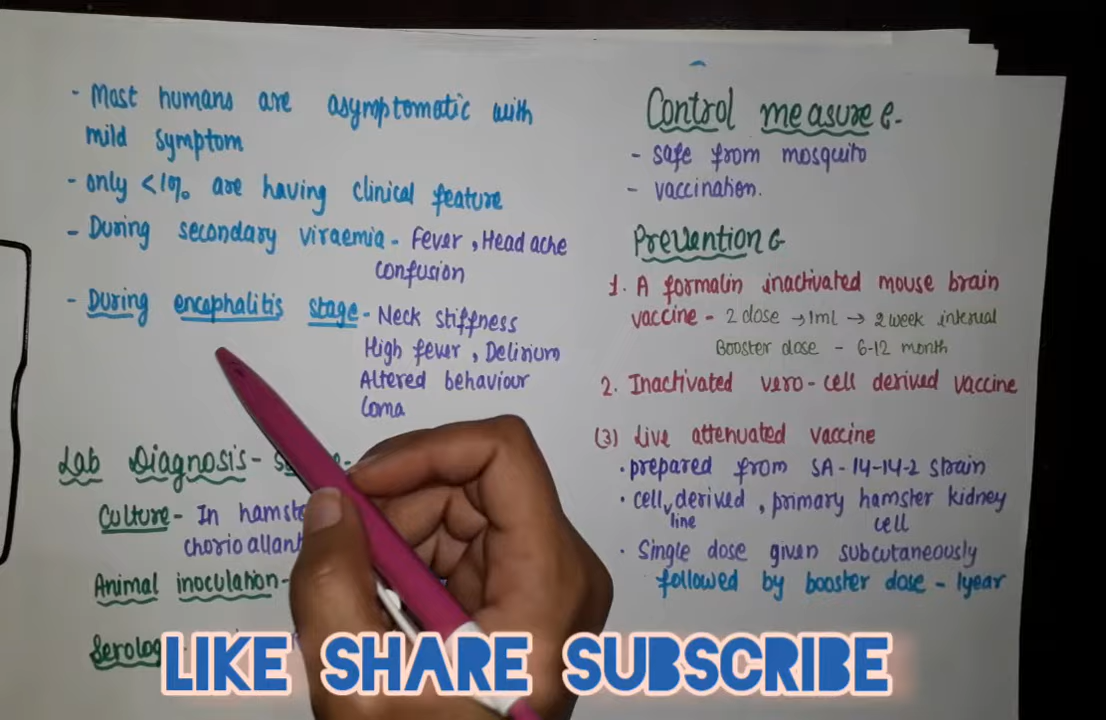 - Most humans are asymptomatic with
mild symptom
- only <10% are having clinical feature
- During secondary viraemia - Fever, Head ache
confusion
- During encephalitis stage - Neck stiffness
High fever, Delirium
Altered behaviour
Coma
Lab Diagnosis -
Culture - In
Animal inoculation -
Control measure :-
- safe from mosquito
- vaccination.
Prevention :-
1. A formalin inactivated mouse brain
vaccine - 2 dose → 1ml → 2 week interval
Booster dose - 6-12 month
2. Inactivated vero-cell derived vaccine
(3) Live attenuated vaccine
• prepared from SA-14-14-2 strain
• cell line derived, primary hamster kidney
cell
• Single dose given subcutaneously
followed by booster dose - 1year
LIKE SHARE SUBSCRIBE